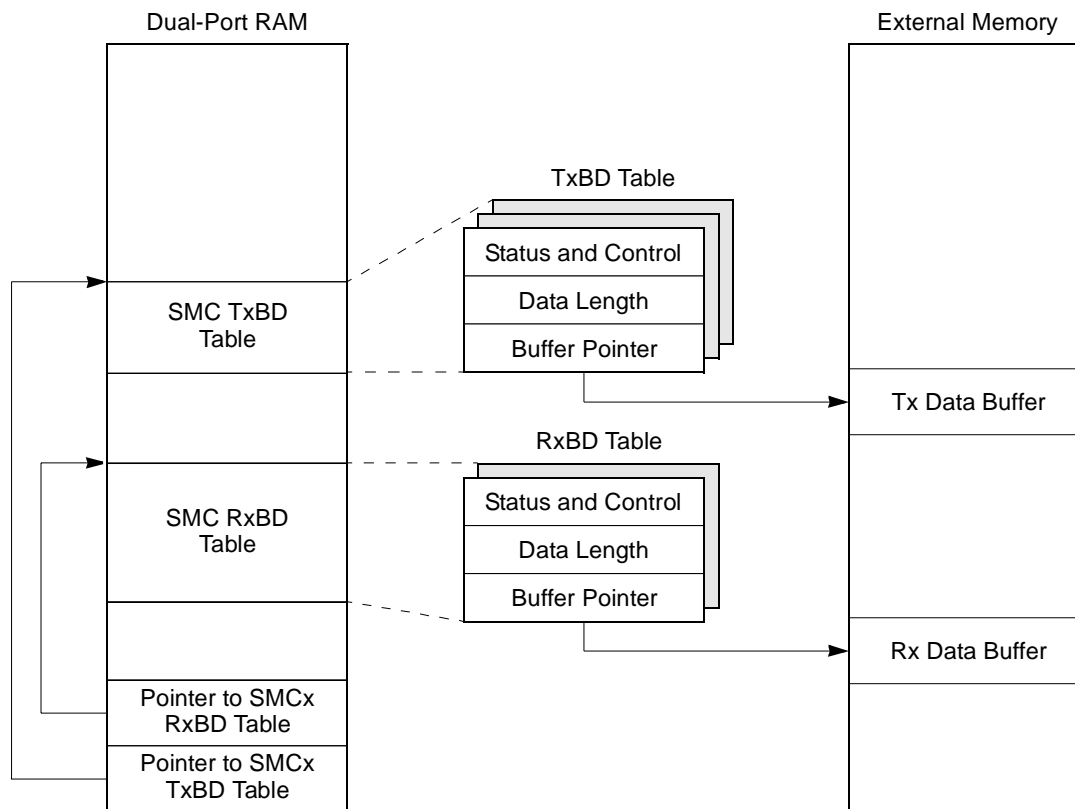 Dual-Port RAM
External Memory
TxBD Table
Status and Control
Data Length
Buffer Pointer
SMC TxBD
Table
Tx Data Buffer
RxBD Table
Status and Control
Data Length
Buffer Pointer
SMC RxBD
Table
Rx Data Buffer
Pointer to SMCx
RxBD Table
Pointer to SMCx
TxBD Table